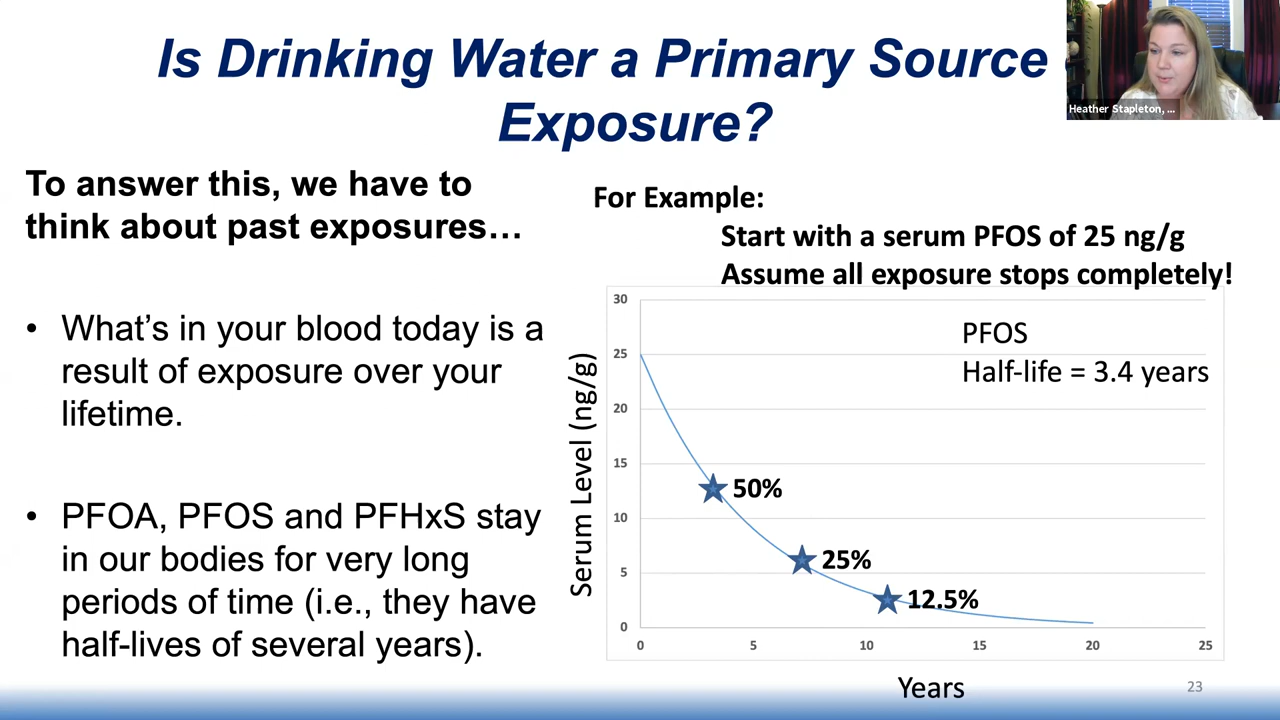 Is Drinking Water a Primary Source
Exposure?
Heather Stapleton, ...
To answer this, we have to
think about past exposures…
• What’s in your blood today is a
result of exposure over your
lifetime.
• PFOA, PFOS and PFHxS stay
in our bodies for very long
periods of time (i.e., they have
half-lives of several years).
For Example:
Start with a serum PFOS of 25 ng/g
Assume all exposure stops completely!
PFOS
Half-life = 3.4 years
Serum Level (ng/g)
30
25
20
15
10
5
0
50%
25%
12.5%
0 5 10 15 20 25
Years
23